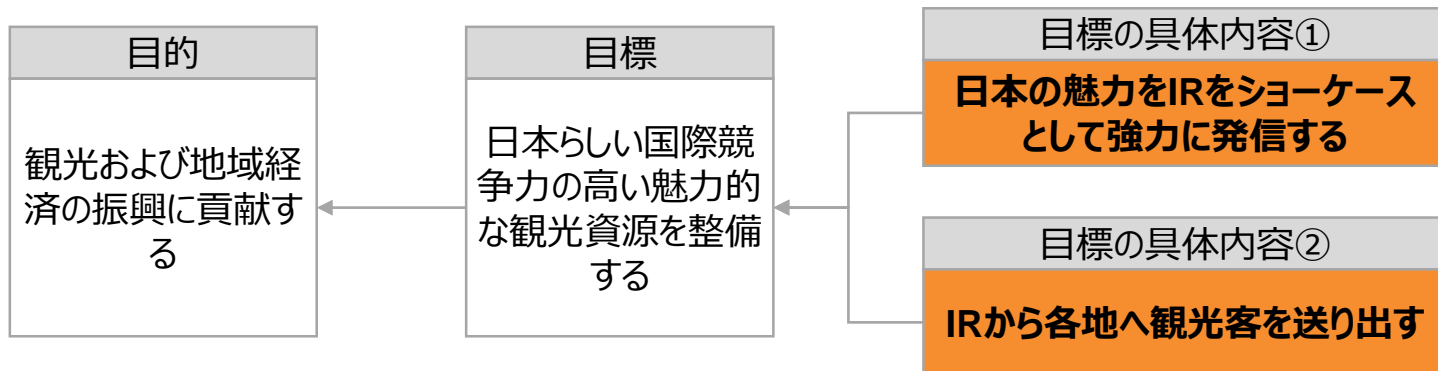 目的
観光および地域経
済の振興に貢献す
る
目標
日本らしい国際競
争力の高い魅力的
な観光資源を整備
する
目標の具体内容①
日本の魅力をIRをショーケース
として強力に発信する
目標の具体内容②
IRから各地へ観光客を送り出す